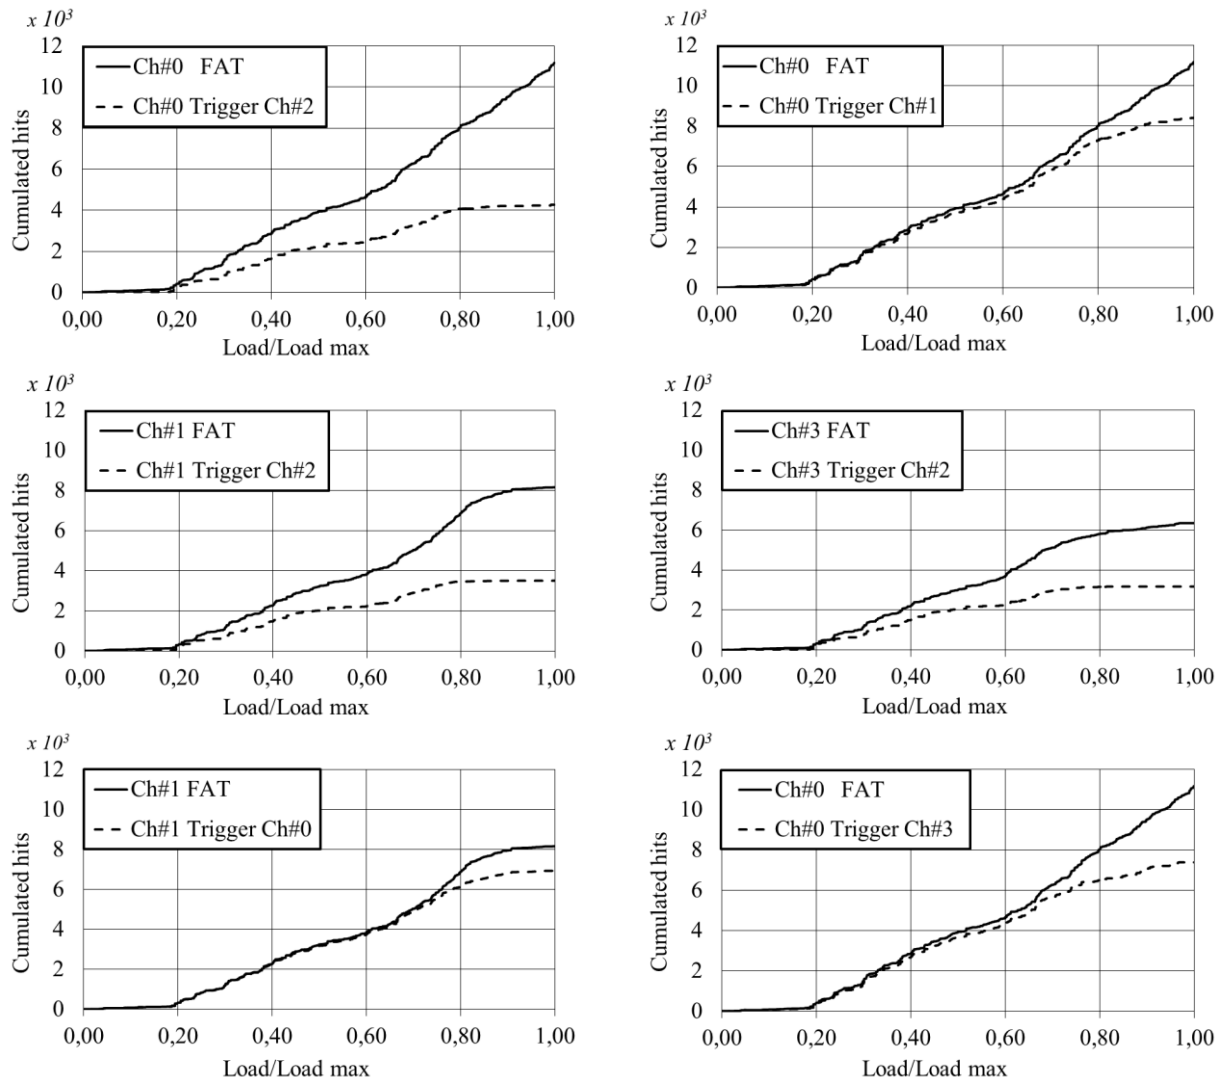 x 10³
12
10
8
6
4
2
0
Cumulated hits
Ch#0 FAT
Ch#0 Trigger Ch#2
0,00 0,20 0,40 0,60 0,80 1,00
Load/Load max
x 10³
12
10
8
6
4
2
0
Cumulated hits
Ch#0 FAT
Ch#0 Trigger Ch#1
0,00 0,20 0,40 0,60 0,80 1,00
Load/Load max
x 10³
12
10
8
6
4
2
0
Cumulated hits
Ch#1 FAT
Ch#1 Trigger Ch#2
0,00 0,20 0,40 0,60 0,80 1,00
Load/Load max
x 10³
12
10
8
6
4
2
0
Cumulated hits
Ch#3 FAT
Ch#3 Trigger Ch#2
0,00 0,20 0,40 0,60 0,80 1,00
Load/Load max
x 10³
12
10
8
6
4
2
0
Cumulated hits
Ch#1 FAT
Ch#1 Trigger Ch#0
0,00 0,20 0,40 0,60 0,80 1,00
Load/Load max
x 10³
12
10
8
6
4
2
0
Cumulated hits
Ch#0 FAT
Ch#0 Trigger Ch#3
0,00 0,20 0,40 0,60 0,80 1,00
Load/Load max